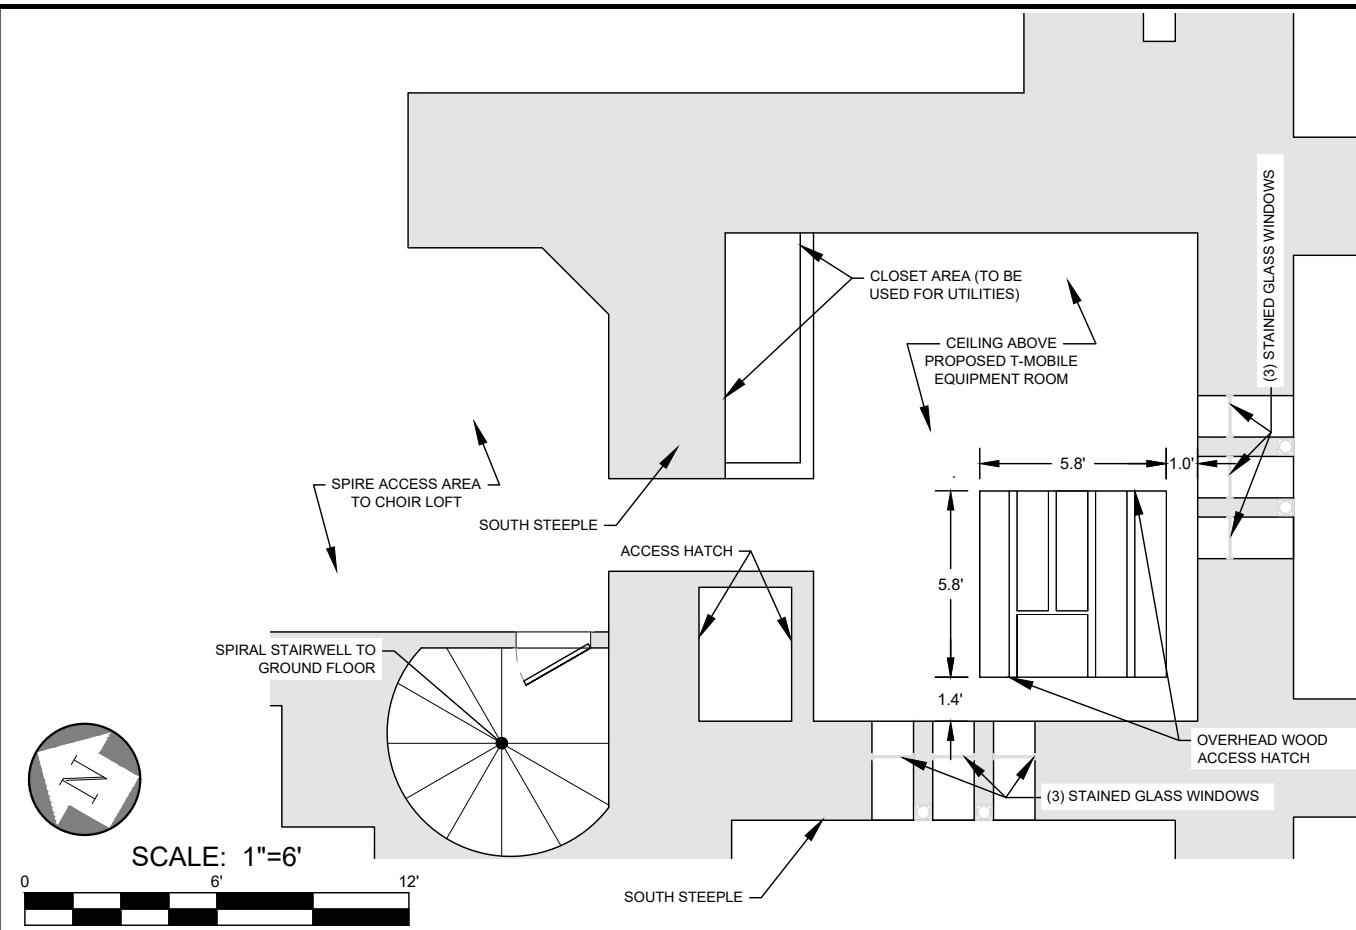 (3) STAINED GLASS WINDOWS
CLOSET AREA (TO BE
USED FOR UTILITIES)
CEILING ABOVE
PROPOSED T-MOBILE
EQUIPMENT ROOM
5.8'
1.0'
SPIRE ACCESS AREA
TO CHOIR LOFT
SOUTH STEEPLE
ACCESS HATCH
5.8'
SPIRAL STAIRWELL TO
GROUND FLOOR
1.4'
OVERHEAD WOOD
ACCESS HATCH
N
(3) STAINED GLASS WINDOWS
SCALE: 1"=6'
0 6' 12'
SOUTH STEEPLE